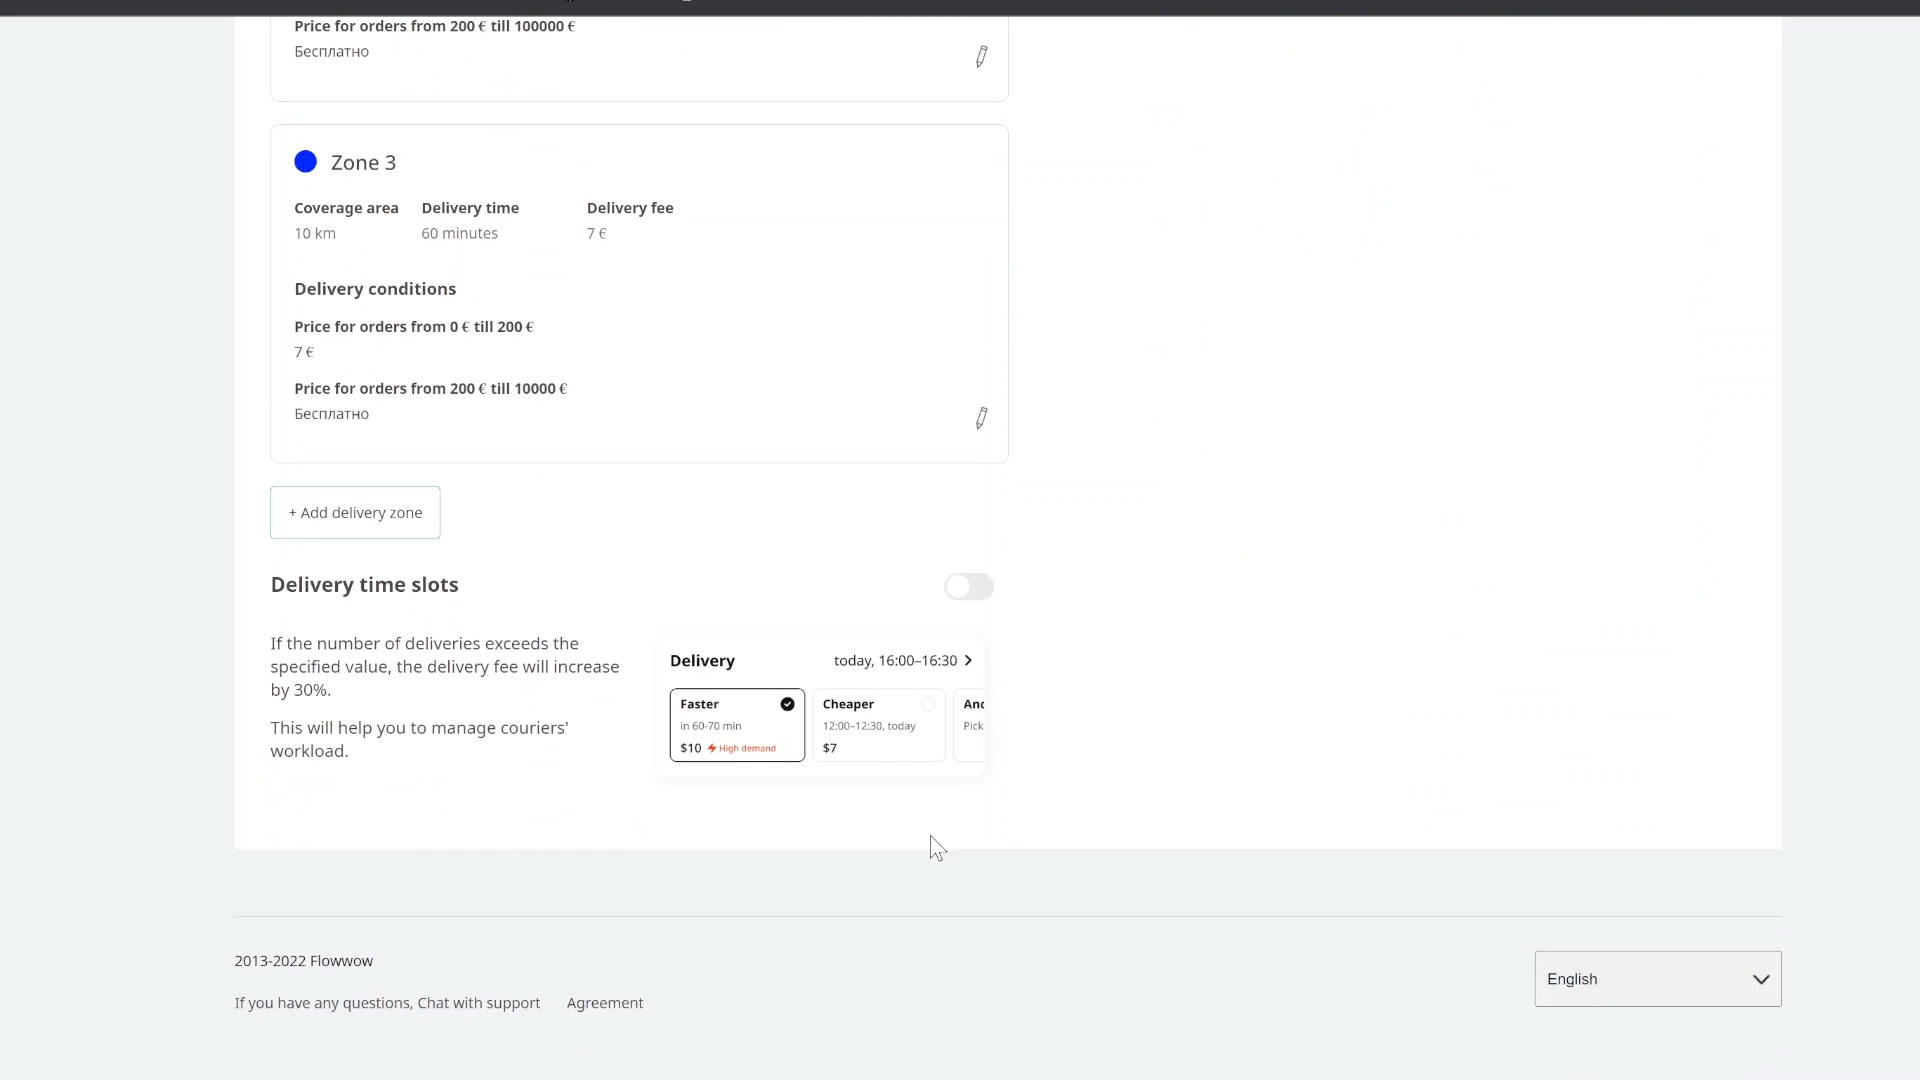 Price for orders from 200 € till 100000 €
Бесплатно
Zone 3
Coverage area Delivery time Delivery fee
10 km 60 minutes 7 €
Delivery conditions
Price for orders from 0 € till 200 €
7 €
Price for orders from 200 € till 10000 €
Бесплатно
+ Add delivery zone
Delivery time slots
If the number of deliveries exceeds the
specified value, the delivery fee will increase
by 30%.
This will help you to manage couriers'
workload.
Delivery today, 16:00–16:30
Faster Cheaper
in 60-70 min 12:00–12:30, today Pick
$10 High demand $7
2013-2022 Flowwow
English
If you have any questions, Chat with support Agreement